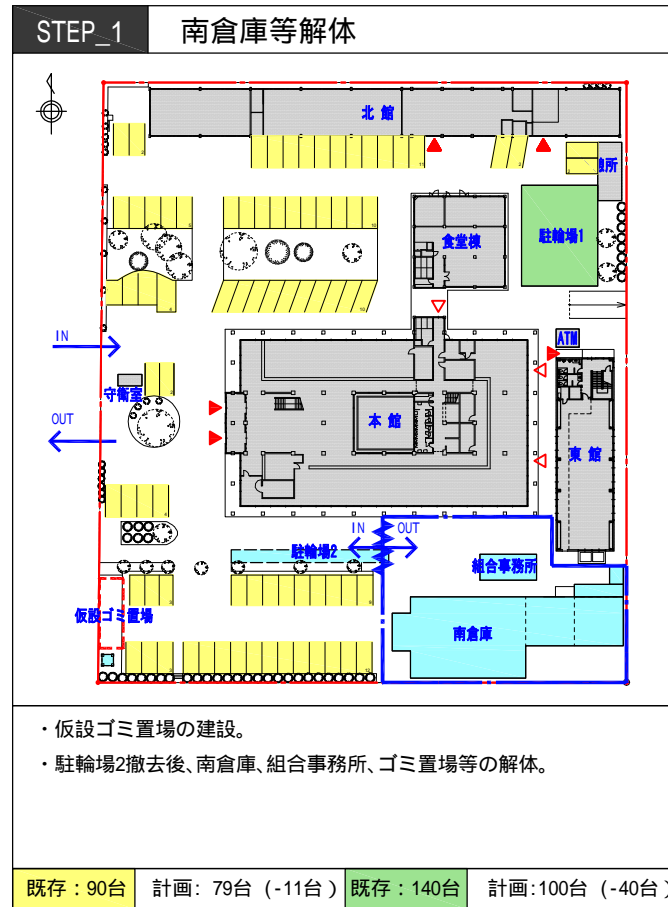 STEP_1 南倉庫等解体
北 館
憩所
食堂棟
駐輪場1
IN
ATM
守衛室
OUT
本 館
東 館
IN OUT
駐輪場2
組合事務所
仮設ゴミ置場
南倉庫
・仮設ゴミ置場の建設。
・駐輪場2撤去後、南倉庫、組合事務所、ゴミ置場等の解体。
既存：90台 計画: 79台 (-11台) 既存：140台 計画:100台 (-40台)